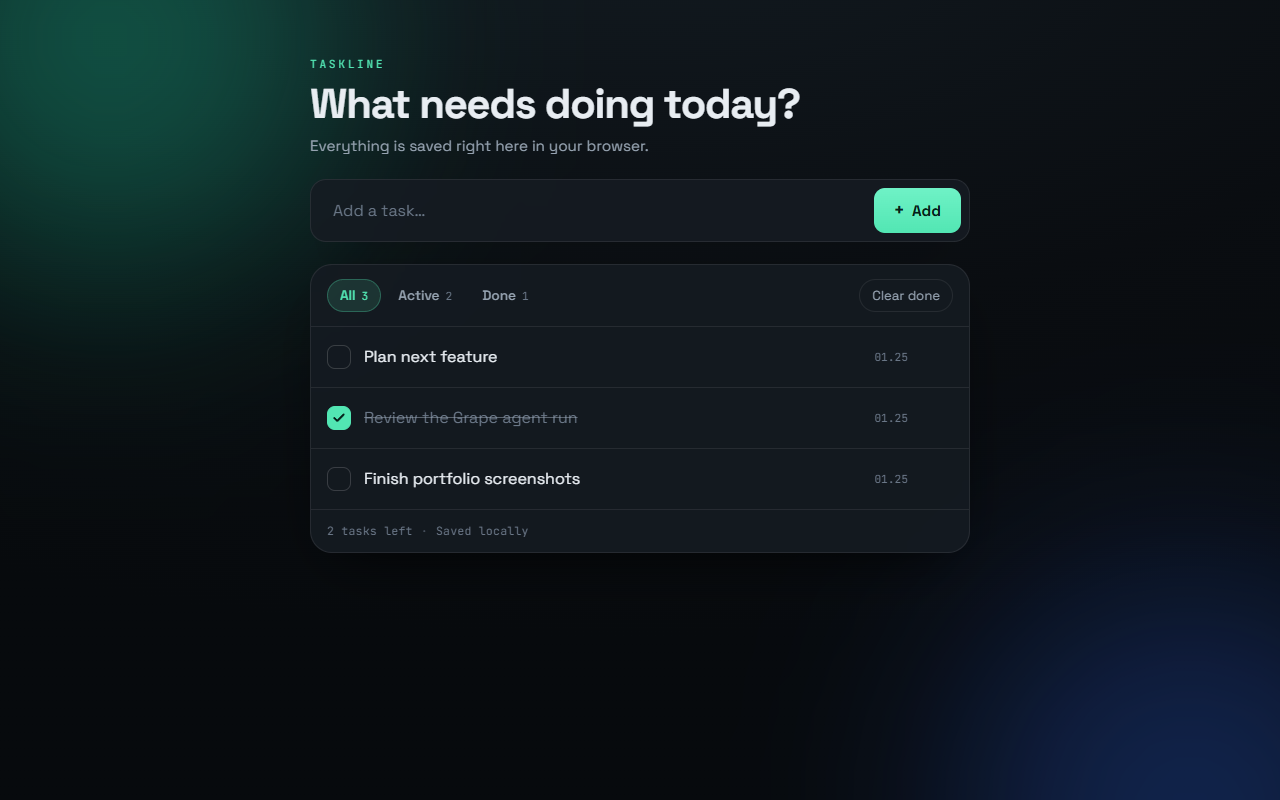 TASKLINE
What needs doing today?
Everything is saved right here in your browser.
Add a task…
+ Add
All 3
Active 2
Done 1
Clear done
Plan next feature
01.25
Review the Grape agent run
01.25
Finish portfolio screenshots
01.25
2 tasks left · Saved locally